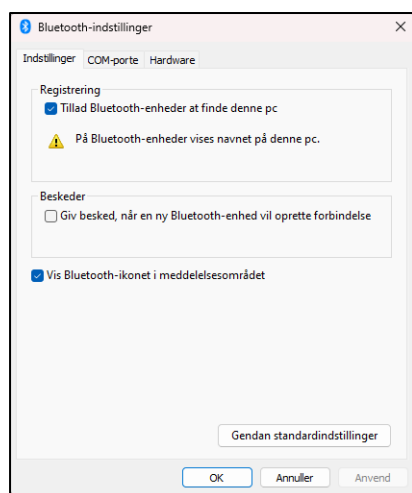 Bluetooth-indstillinger
Indstillinger COM-porte Hardware
Registrering
Tillad Bluetooth-enheder at finde denne pc
På Bluetooth-enheder vises navnet på denne pc.
Beskeder
Giv besked, når en ny Bluetooth-enhed vil oprette forbindelse
Vis Bluetooth-ikonet i meddelelsesområdet
Gendan standardindstillinger
OK Annuller Anvend